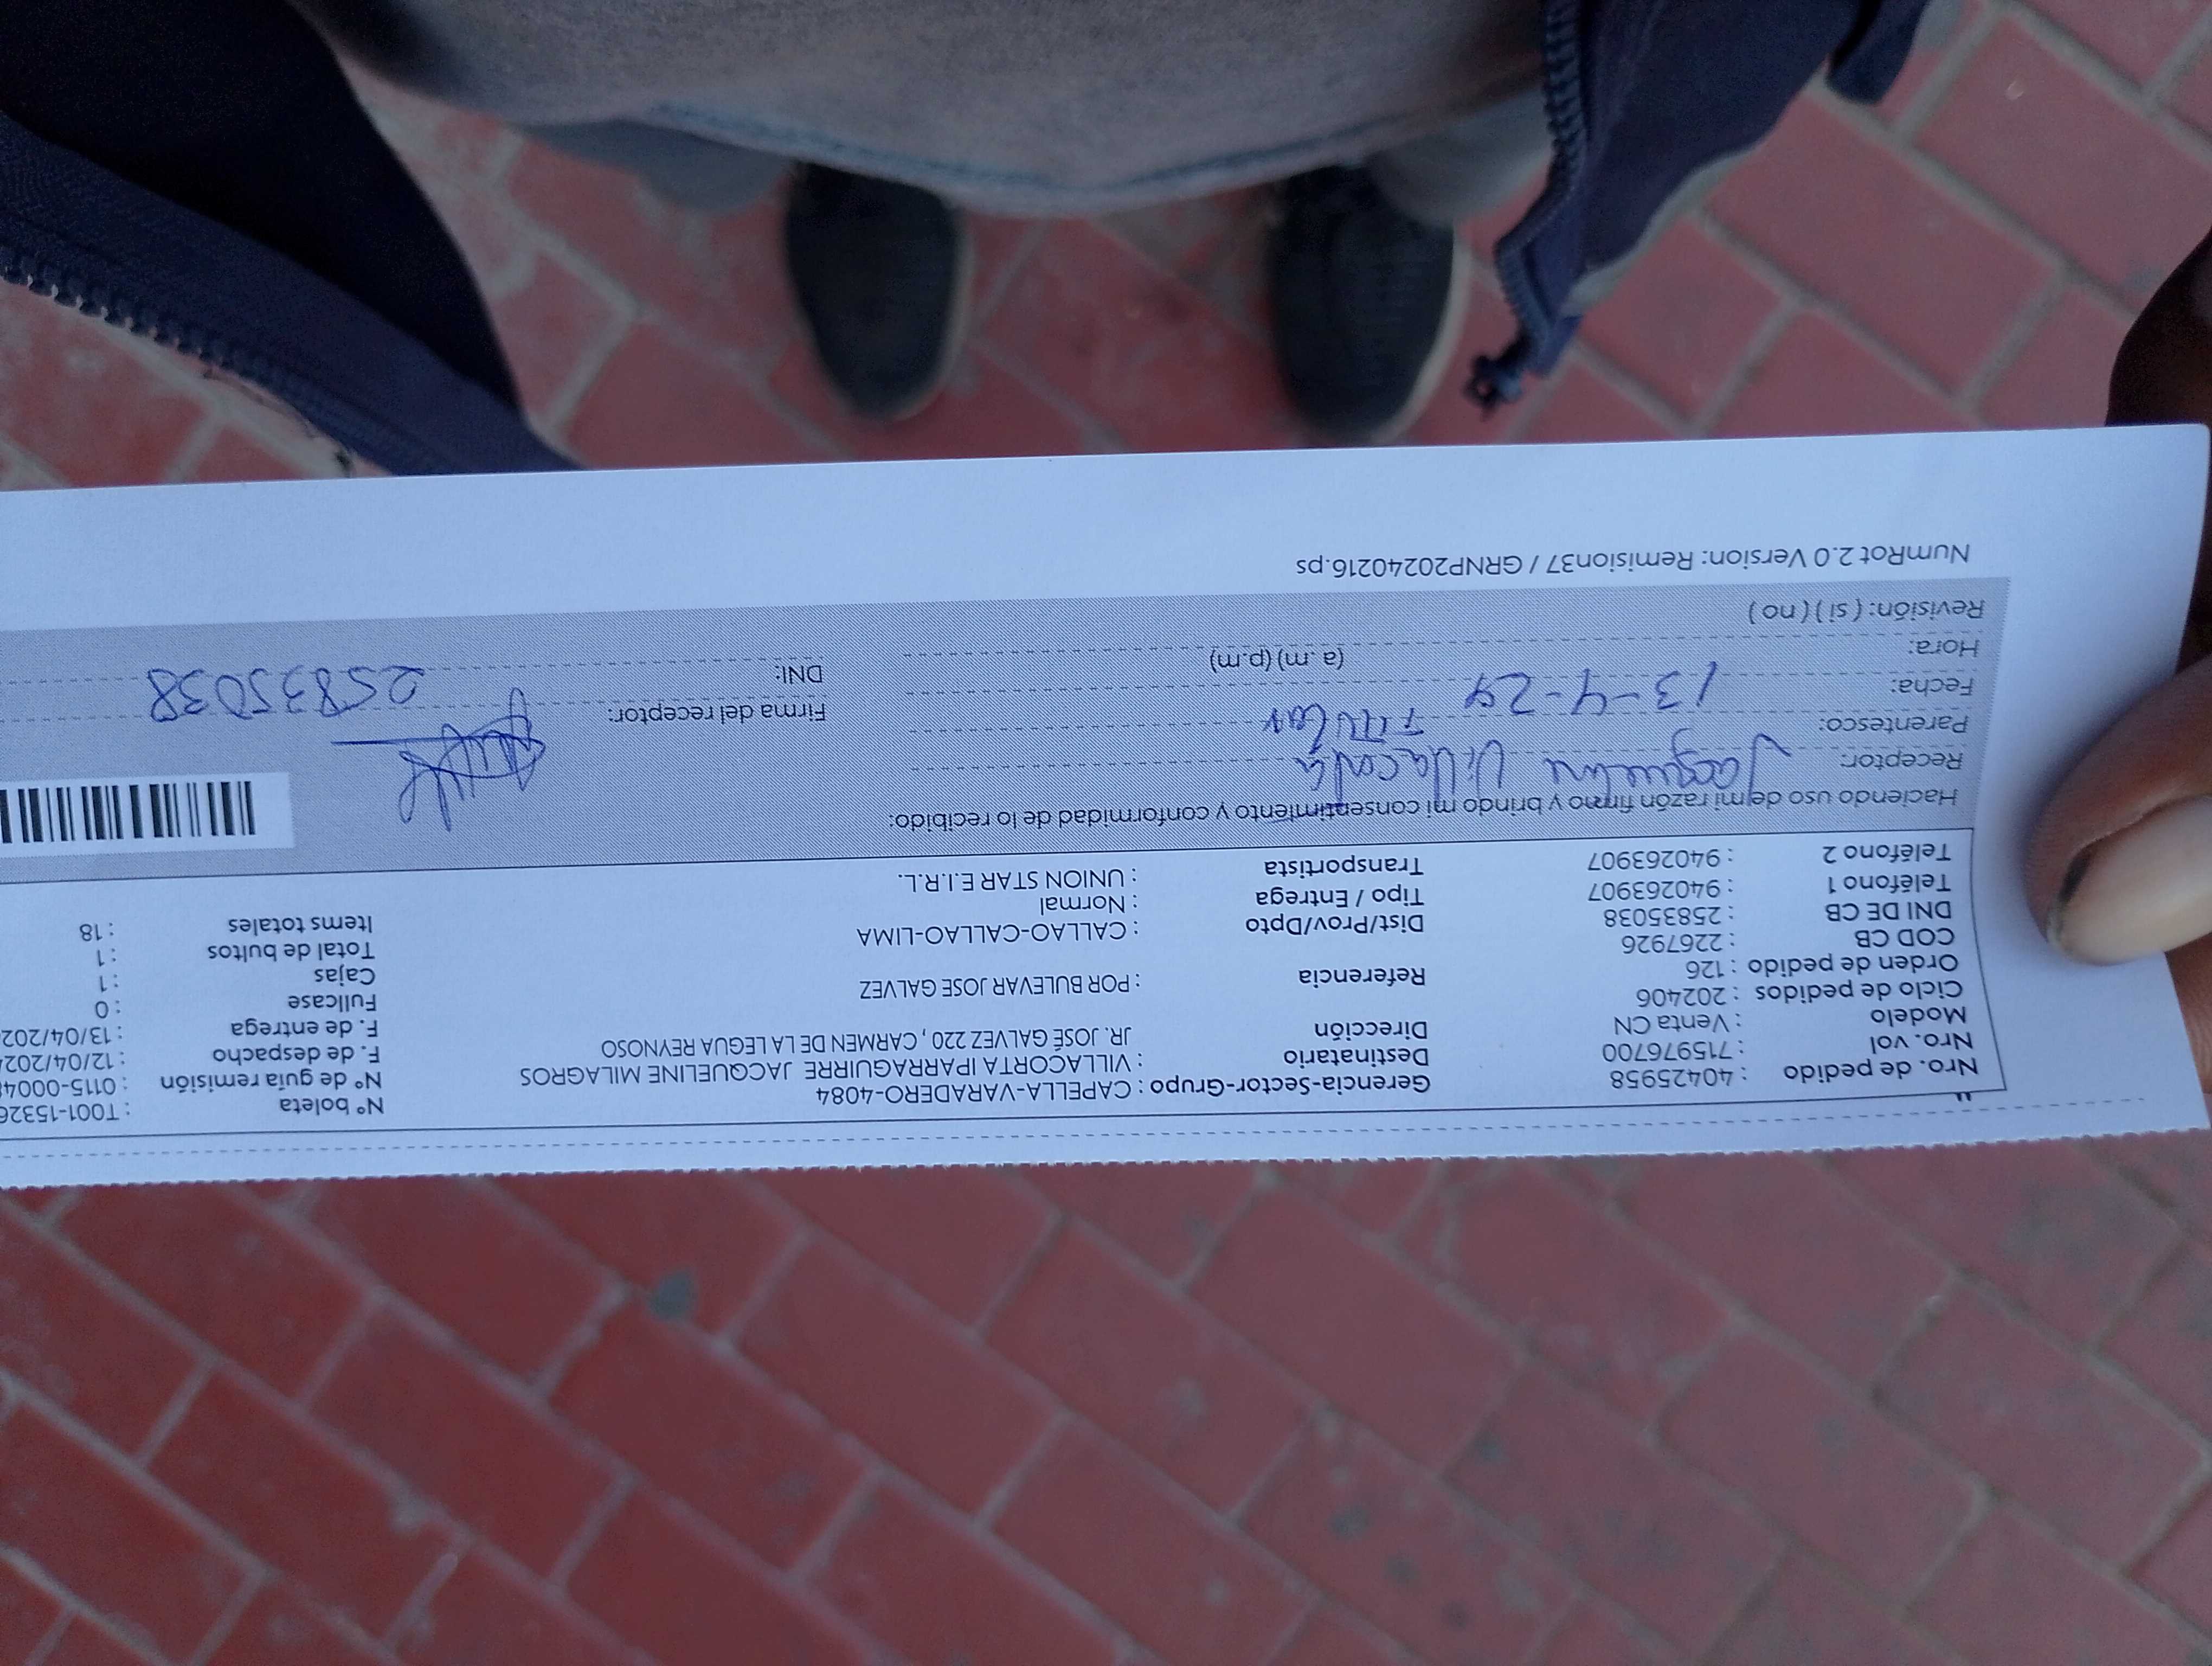 Nro. de pedido : 40425958
Nro. vol : 715976700
Modelo : Venta CN
Ciclo de pedidos : 202406
Orden de pedido : 126
COD CB : 2267926
DNI DE CB : 25835038
Teléfono 1 : 940263907
Teléfono 2 : 940263907
Gerencia-Sector-Grupo : CAPELLA-VARADERO-4084
Destinatario : VILLACORTA IPARRAGUIRRE JACQUELINE MILAGROS
Dirección JR. JOSÉ GALVEZ 220 , CARMEN DE LA LEGUA REYNOSO
Referencia : POR BULEVAR JOSE GALVEZ
Dist/Prov/Dpto : CALLAO-CALLAO-LIMA
Tipo / Entrega : Normal
Transportista : UNION STAR E.I.R.L.
N° boleta : T001-15326
N° de guía remisión : 0115-00048
F. de despacho : 12/04/202
F. de entrega : 13/04/202
Fullcase : 0
Cajas : 1
Total de bultos : 1
Items totales : 18
Haciendo uso de mi razón firmo y brindo mi consentimiento y conformidad de lo recibido:
Receptor: Jacqueline Villacorta
Parentesco: Titular
Fecha: 13-4-24
Hora: (a.m) (p.m)
Revisión: ( si ) ( no )
Firma del receptor:
DNI: 25835038
NumRot 2.0 Version: Remision37 / GRNP20240216.ps